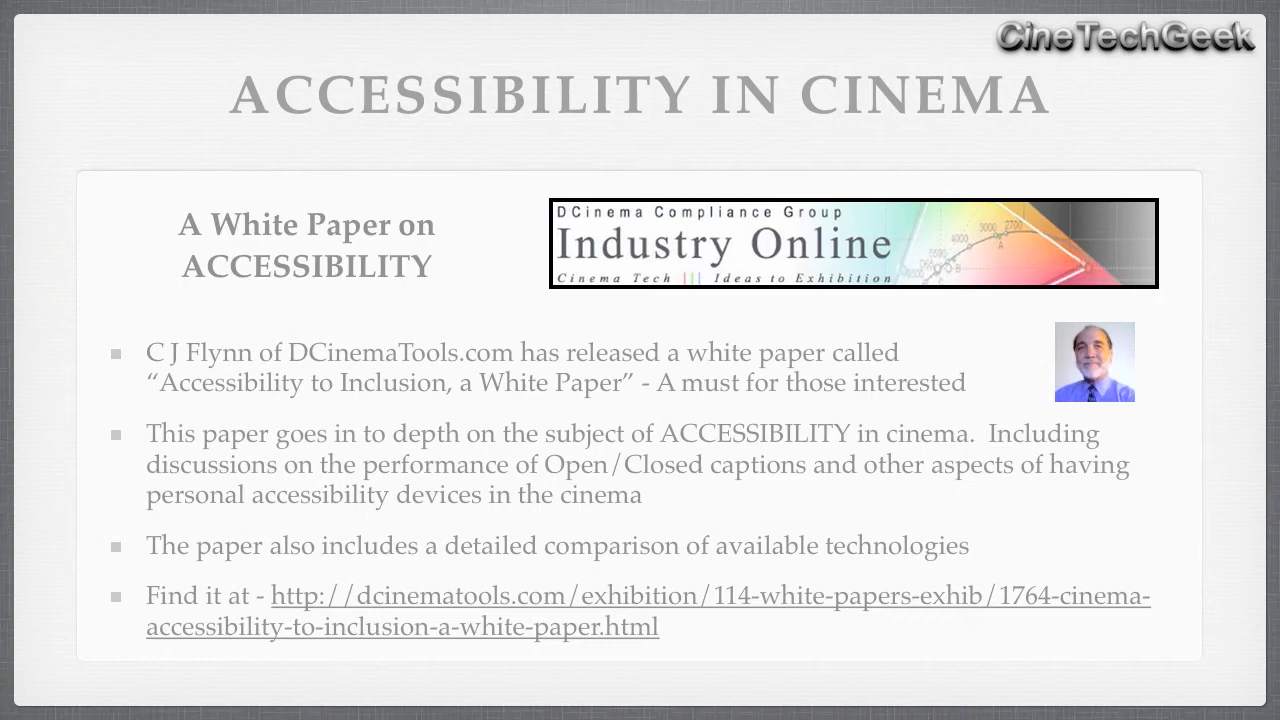 CineTechGeek
ACCESSIBILITY IN CINEMA
A White Paper on
ACCESSIBILITY
DCinema Compliance Group
Industry Online
Cinema Tech ||| Ideas to Exhibition
4000
3000
2700
B
C
C J Flynn of DCinemaTools.com has released a white paper called
“Accessibility to Inclusion, a White Paper” - A must for those interested
This paper goes in to depth on the subject of ACCESSIBILITY in cinema.  Including
discussions on the performance of Open/Closed captions and other aspects of having
personal accessibility devices in the cinema
The paper also includes a detailed comparison of available technologies
Find it at - http://dcinematools.com/exhibition/114-white-papers-exhib/1764-cinema-
accessibility-to-inclusion-a-white-paper.html